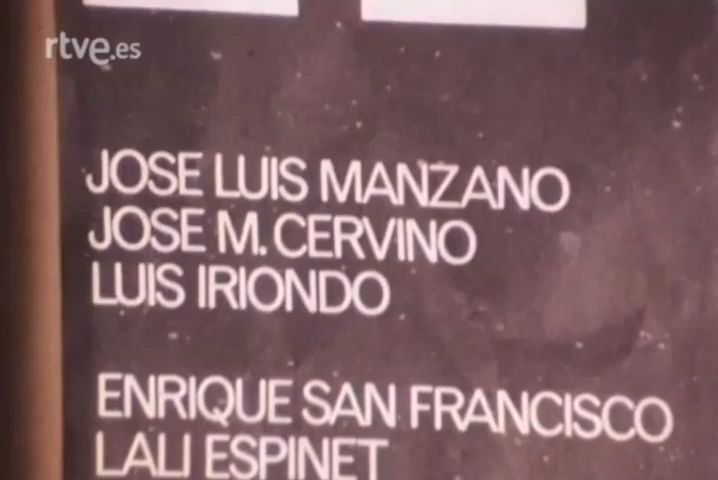 rtve.es
JOSE LUIS MANZANO
JOSE M. CERVINO
LUIS IRIONDO
ENRIQUE SAN FRANCISCO
LALI ESPINET